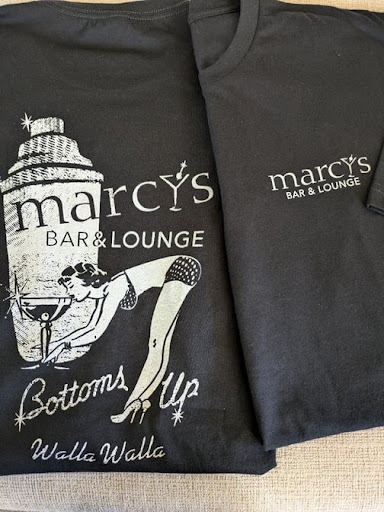 marcys
BAR & LOUNGE
Bottoms Up
Walla Walla
marcys
BAR & LOUNGE